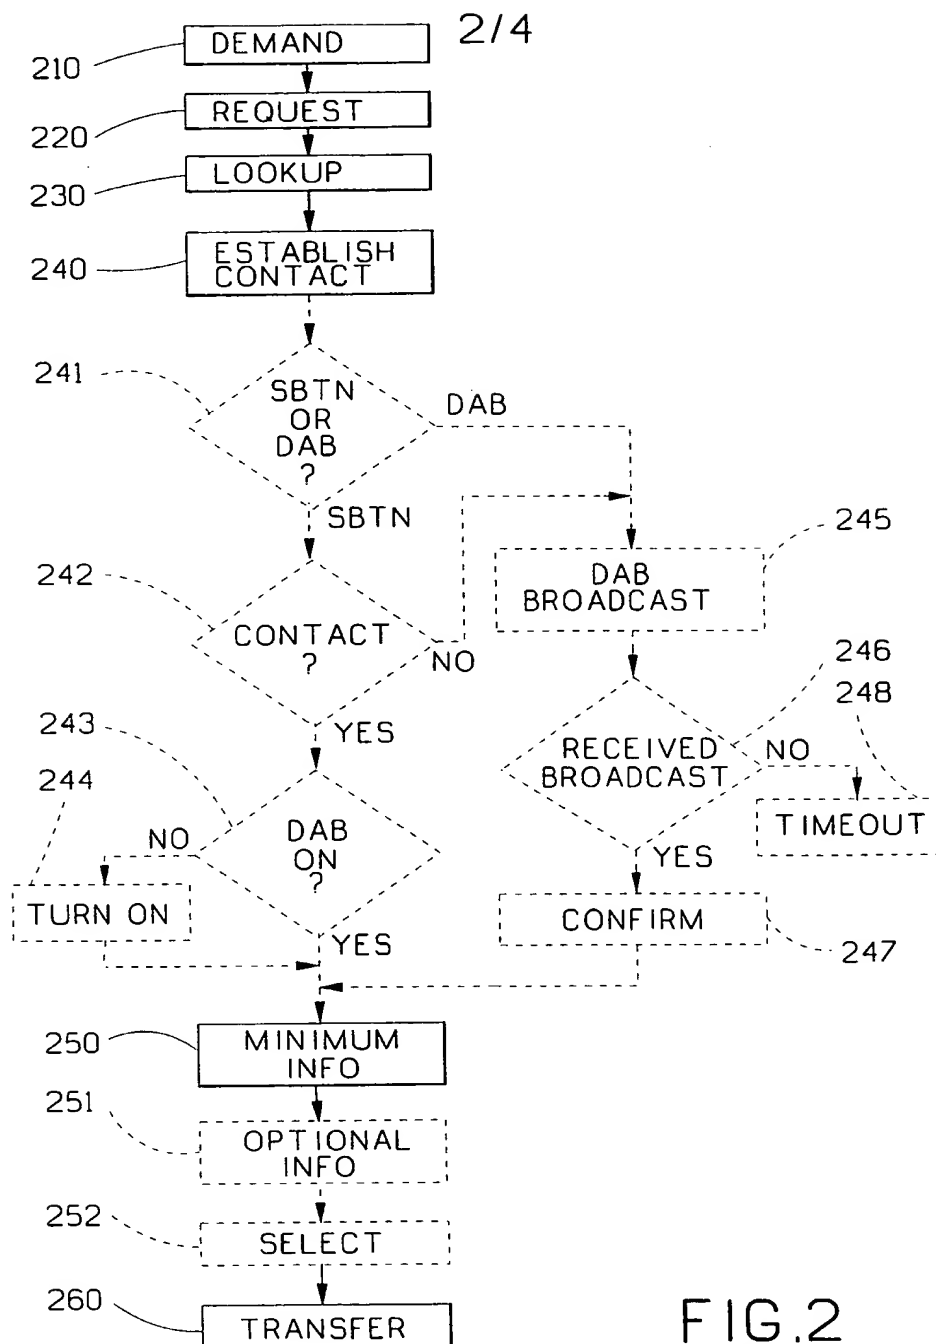 2/4
DEMAND
210
REQUEST
220
LOOKUP
230
ESTABLISH
CONTACT
240
241
SBTN
OR
DAB
?
DAB
SBTN
242
CONTACT
?
NO
245
DAB
BROADCAST
YES
246
248
243
RECEIVED
BROADCAST
NO
244
TIMEOUT
NO
DAB
ON
?
YES
TURN ON
CONFIRM
YES
247
250
MINIMUM
INFO
251
OPTIONAL
INFO
252
SELECT
260
TRANSFER
FIG.2